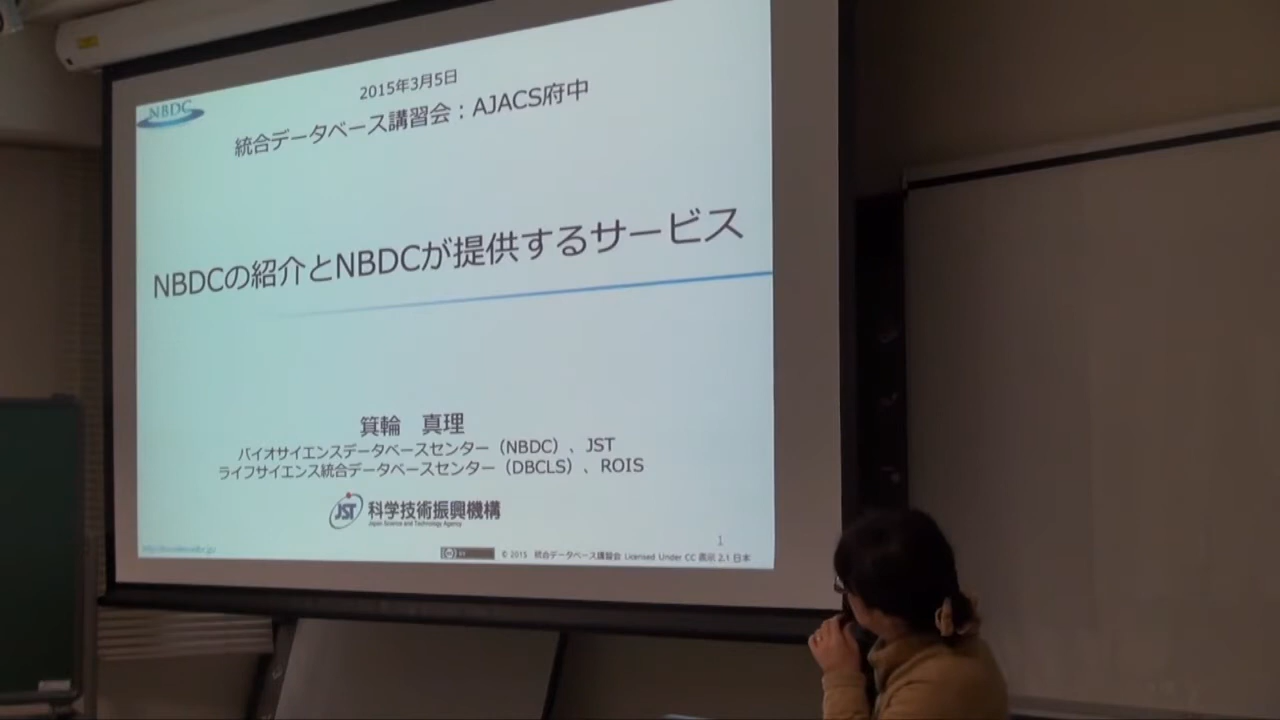 NBDC
2015年3月5日
統合データベース講習会：AJACS府中
NBDCの紹介とNBDCが提供するサービス
箕輪　真理
バイオサイエンスデータベースセンター（NBDC）、JST
ライフサイエンス統合データベースセンター（DBCLS）、ROIS
JST 科学技術振興機構
Japan Science and Technology Agency
1
© 2015 統合データベース講習会 Licensed Under CC 表示 2.1 日本